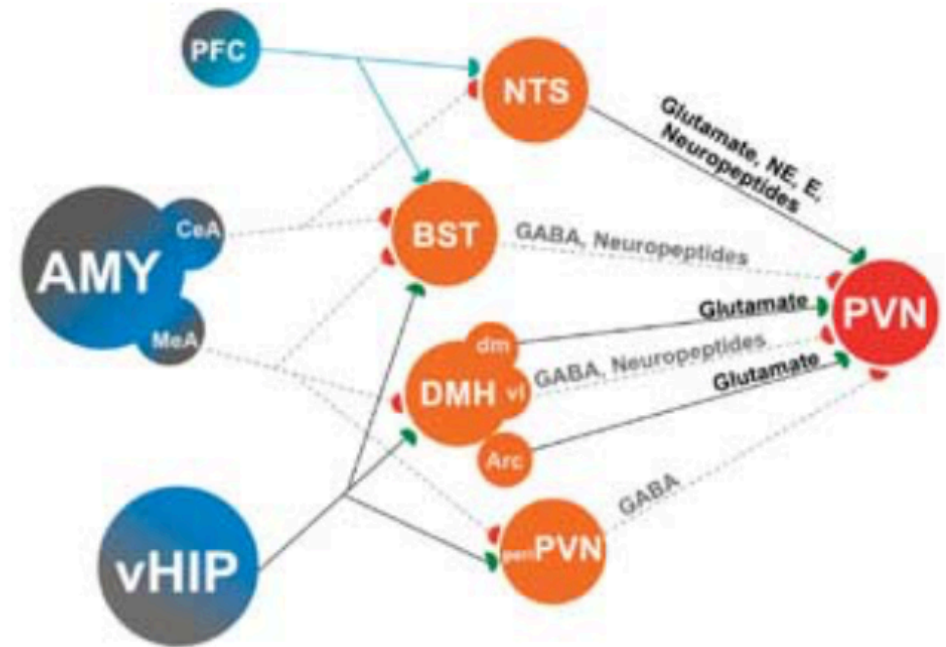 PFC
NTS
Glutamate, NE, E,
Neuropeptides
CeA
AMY
MeA
BST
GABA, Neuropeptides
PVN
Glutamate
dm
DMH
vl
GABA, Neuropeptides
Glutamate
Arc
GABA
vHIP
periPVN